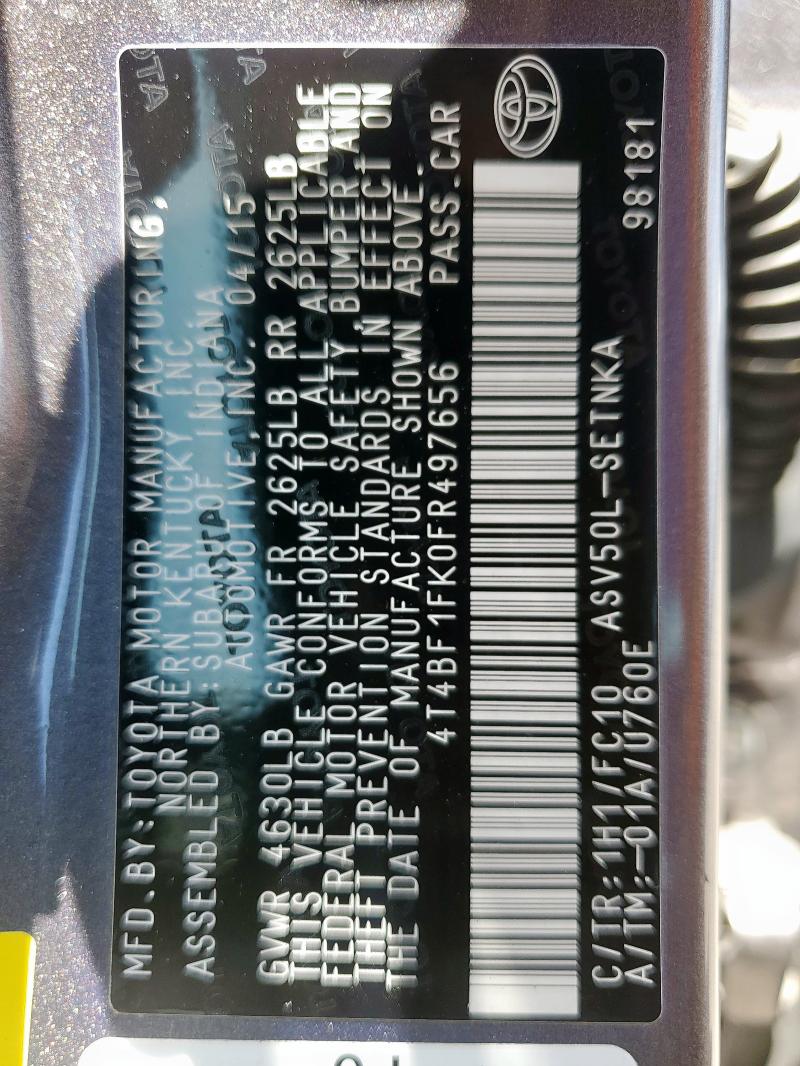 MFD.BY:TOYOTA MOTOR MANUFACTURING,
NORTHERN KENTUCKY INC.
ASSEMBLED BY:SUBARU OF INDIANA
AUTOMOTIVE,INC. 04/15
GVWR 4630LB GAWR FR 2625LB RR 2625LB
THIS VEHICLE CONFORMS TO ALL APPLICABLE
FEDERAL MOTOR VEHICLE SAFETY BUMPER AND
THEFT PREVENTION STANDARDS IN EFFECT ON
THE DATE OF MANUFACTURE SHOWN ABOVE.
4T4BF1FK0FR497656 PASS.CAR
C/TR:1H1/FC10 ASV50L-SETNKA 98181
A/TM:-01A/U760E